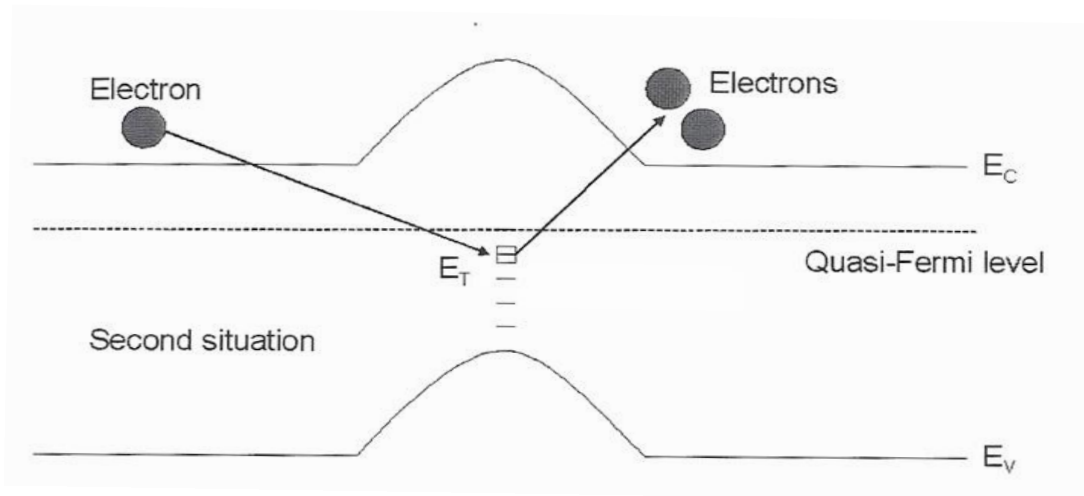 Electron
Electrons
E_C
E_T
Quasi-Fermi level
Second situation
E_V